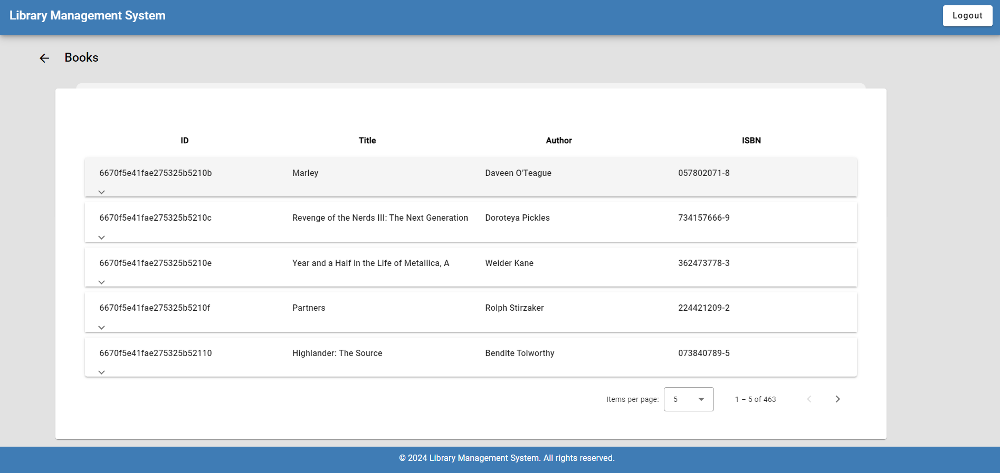 Library Management System
Logout
Books
ID Title Author ISBN
6670f5e41fae275325b5210b Marley Daveen O'Teague 057802071-8
6670f5e41fae275325b5210c Revenge of the Nerds III: The Next Generation Doroteya Pickles 734157666-9
6670f5e41fae275325b5210e Year and a Half in the Life of Metallica, A Weider Kane 362473778-3
6670f5e41fae275325b5210f Partners Rolph Stirzaker 224421209-2
6670f5e41fae275325b52110 Highlander: The Source Bendite Tolworthy 073840789-5
Items per page: 5 1 – 5 of 463
© 2024 Library Management System. All rights reserved.